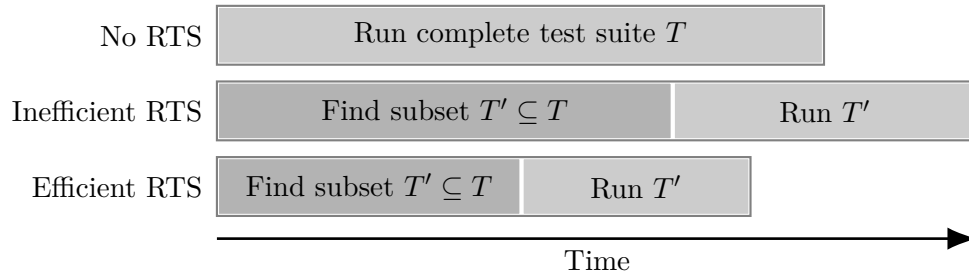 No RTS Run complete test suite T
Inefficient RTS Find subset T′ ⊆ T Run T′
Efficient RTS Find subset T′ ⊆ T Run T′
Time